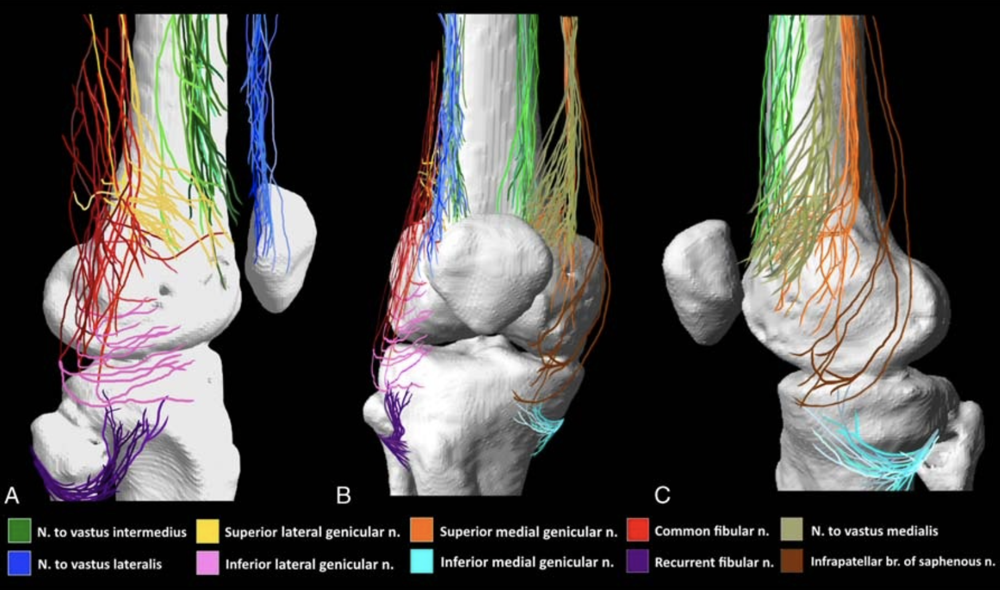 A B C
N. to vastus intermedius Superior lateral genicular n. Superior medial genicular n. Common fibular n. N. to vastus medialis
N. to vastus lateralis Inferior lateral genicular n. Inferior medial genicular n. Recurrent fibular n. Infrapatellar br. of saphenous n.